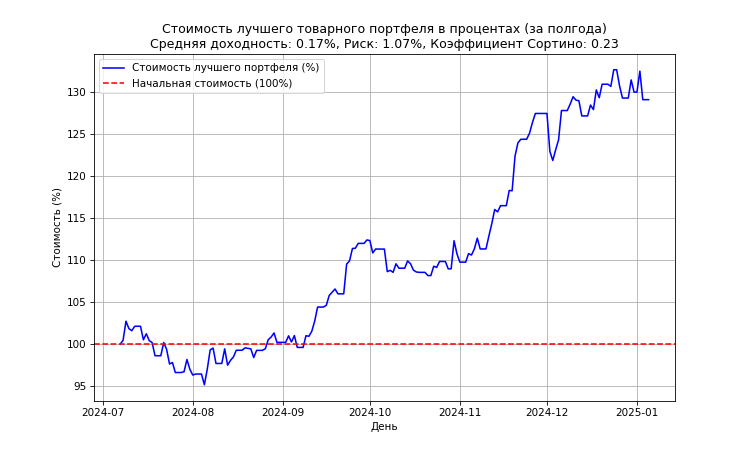 Стоимость лучшего товарного портфеля в процентах (за полгода)
Средняя доходность: 0.17%, Риск: 1.07%, Коэффициент Сортино: 0.23
Стоимость лучшего портфеля (%)
Начальная стоимость (100%)
Стоимость (%)
130
125
120
115
110
105
100
95
2024-07
2024-08
2024-09
2024-10
2024-11
2024-12
2025-01
День